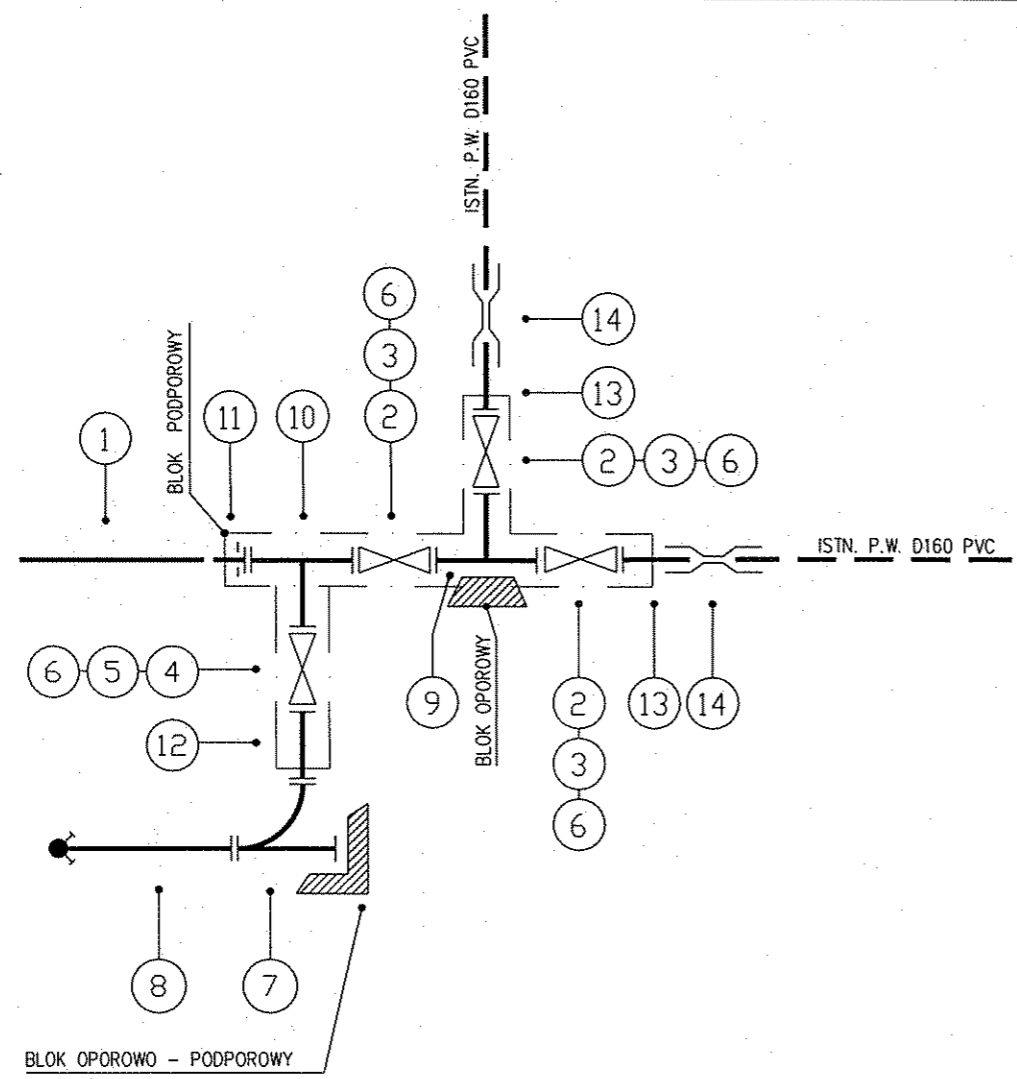 ISTN. P.W. D160 PVC
6
3
2
14
13
BLOK PODPOROWY
11
10
1
2 3 6
ISTN. P.W. D160 PVC
6 5 4
9
BLOK OPOROWY
2
3
6
13
14
12
8
7
BLOK OPOROWO - PODPOROWY